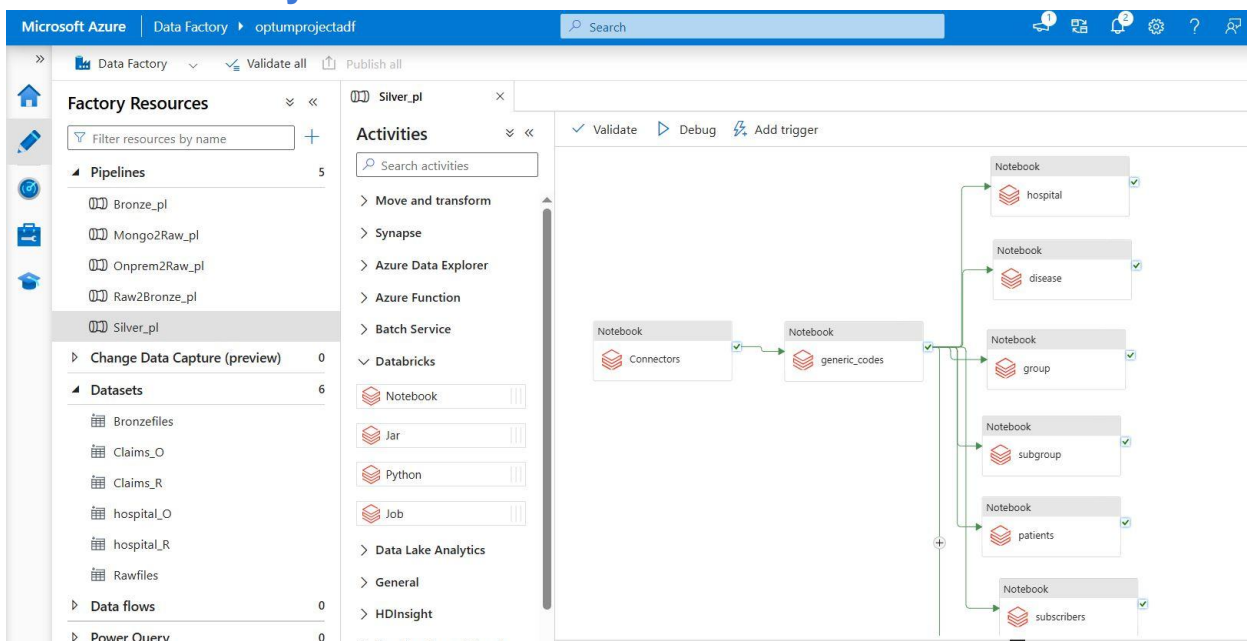 Microsoft Azure
Data Factory
optumprojectadf
Search
1
2
?
Data Factory
Validate all
Publish all
Factory Resources
Filter resources by name
Pipelines
5
Bronze_pl
Mongo2Raw_pl
Onprem2Raw_pl
Raw2Bronze_pl
Silver_pl
Change Data Capture (preview)
0
Datasets
6
Bronzefiles
Claims_O
Claims_R
hospital_O
hospital_R
Rawfiles
Data flows
0
Power Query
0
Silver_pl
Activities
Search activities
Move and transform
Synapse
Azure Data Explorer
Azure Function
Batch Service
Databricks
Notebook
Jar
Python
Job
Data Lake Analytics
General
HDInsight
Validate
Debug
Add trigger
Notebook
Connectors
Notebook
generic_codes
Notebook
hospital
Notebook
disease
Notebook
group
Notebook
subgroup
Notebook
patients
Notebook
subscribers